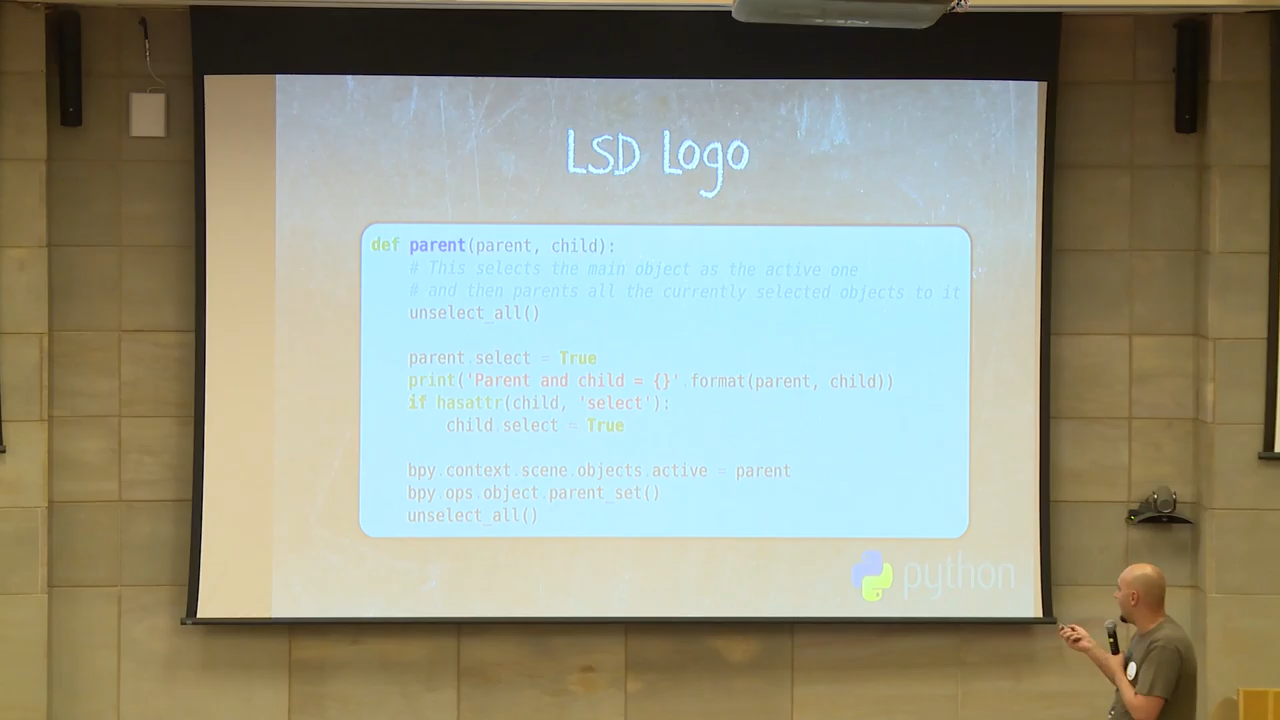 LSD Logo
def parent(parent, child):
    # This selects the main object as the active one
    # and then parents all the currently selected objects to it
    unselect_all()
    parent.select = True
    print('Parent and child = {}'.format(parent, child))
    if hasattr(child, 'select'):
        child.select = True
    bpy.context.scene.objects.active = parent
    bpy.ops.object.parent_set()
    unselect_all()
python